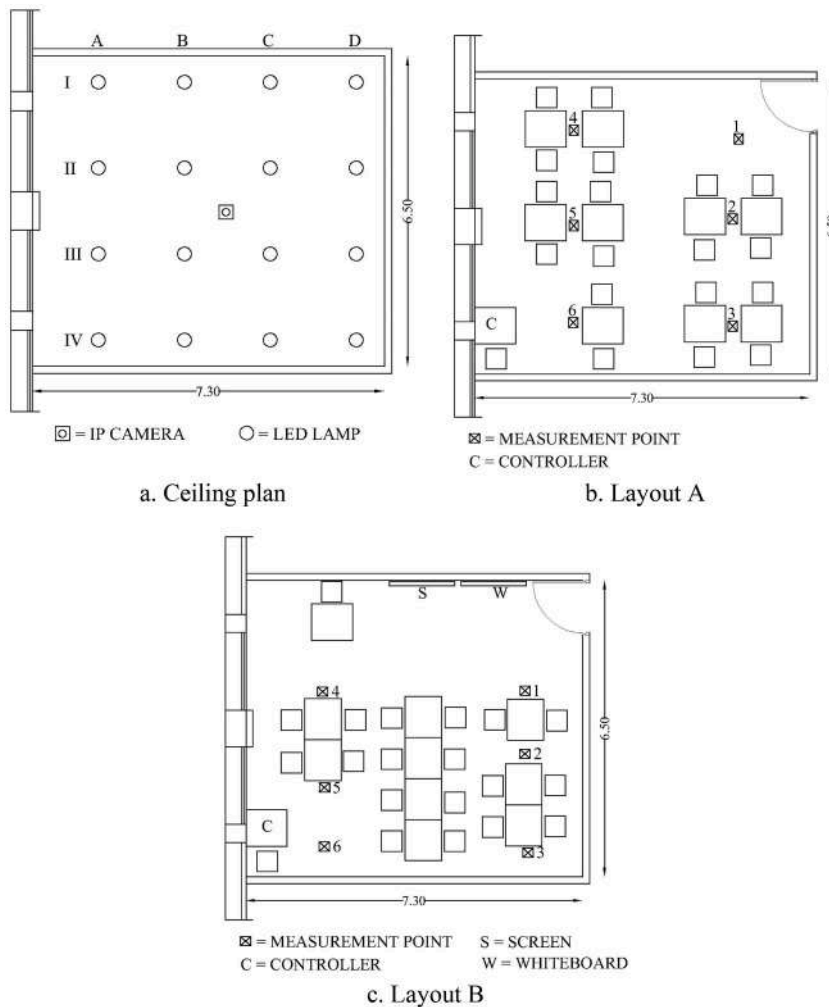 A B C D
I
II
III
IV
6.50
7.30
= IP CAMERA = LED LAMP
a. Ceiling plan
4
1
5
2
6
3
C
6.50
7.30
= MEASUREMENT POINT
C = CONTROLLER
b. Layout A
S W
4
1
2
5
C
6
3
6.50
7.30
= MEASUREMENT POINT S = SCREEN
C = CONTROLLER W = WHITEBOARD
c. Layout B